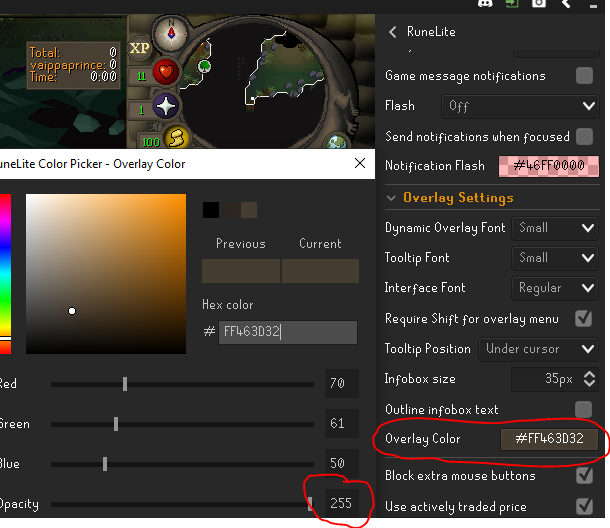 RuneLite
Total: 0
vaippaprince: 0
Time: 0:00
XP
N
11
1
100
Game message notifications
Flash Off
Send notifications when focused
Notification Flash #46FF0000
Overlay Settings
Dynamic Overlay Font Small
Tooltip Font Small
Interface Font Regular
Require Shift for overlay menu
Tooltip Position Under cursor
Infobox size 35px
Outline infobox text
Overlay Color #FF463D32
Block extra mouse buttons
Use actively traded price
uneLite Color Picker - Overlay Color
Previous Current
Hex color
# FF463D32
Red 70
Green 61
Blue 50
Opacity 255